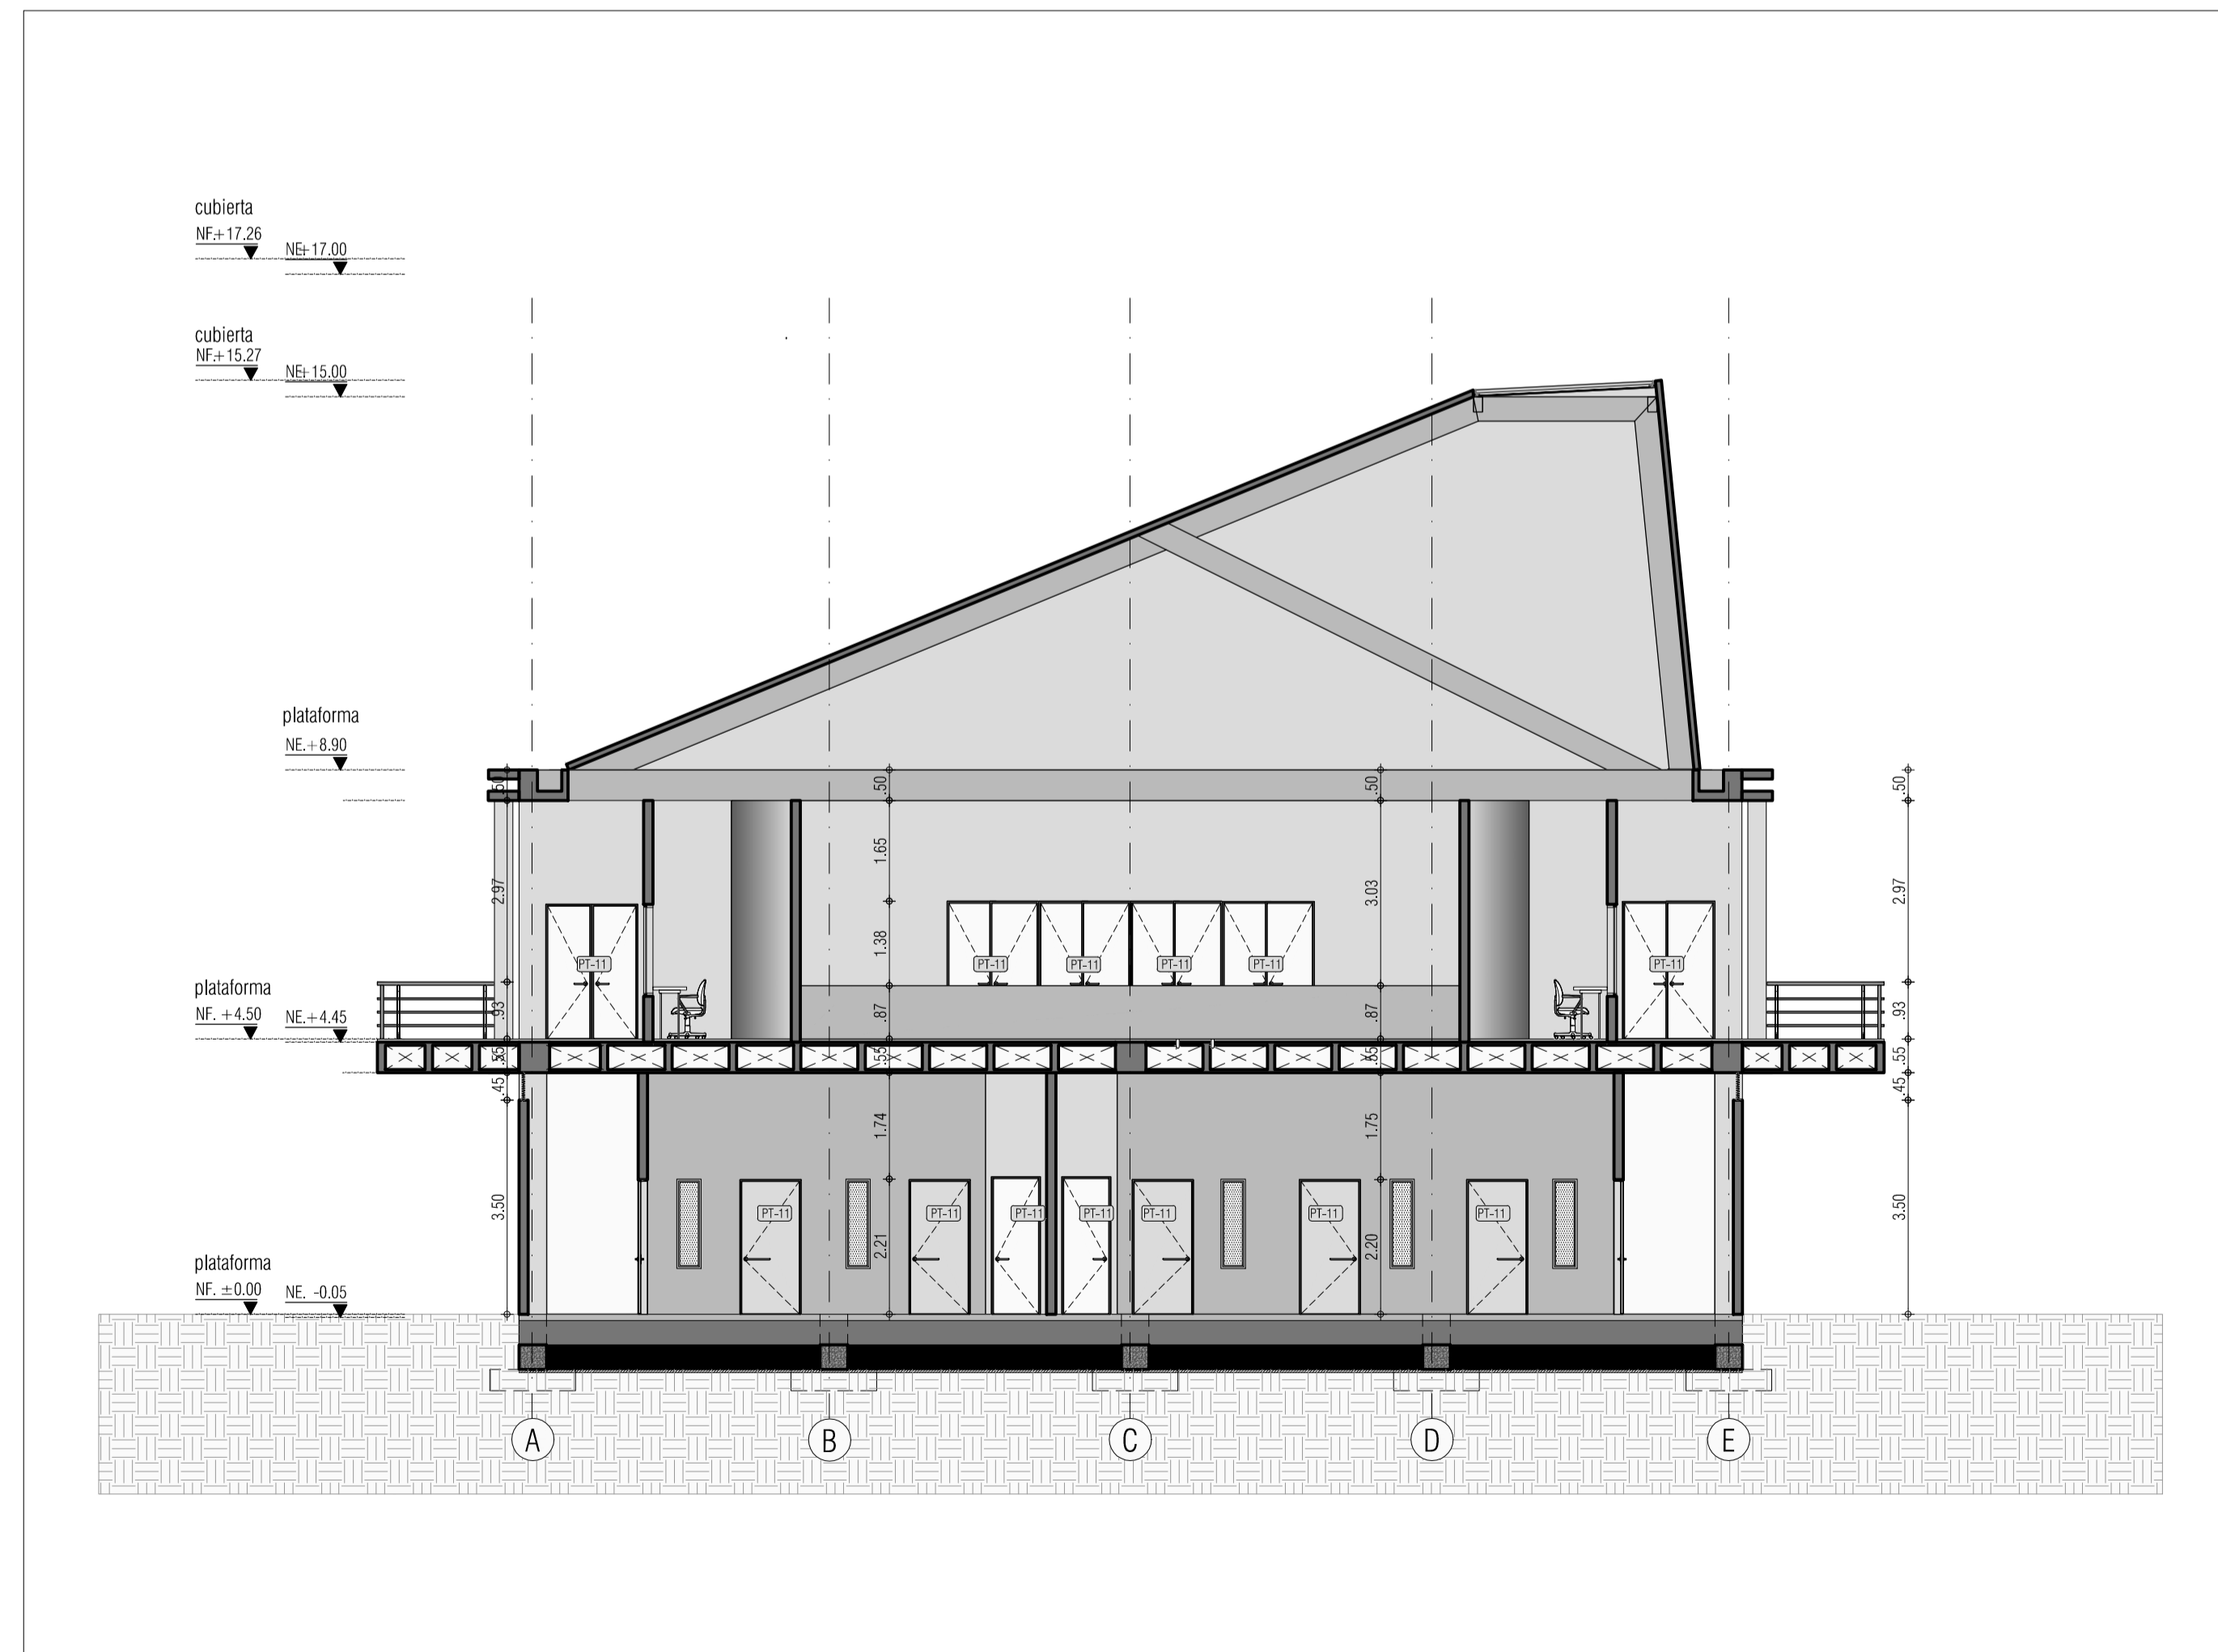 cubierta
NF.+17.26
NE+17.00
cubierta
NF.+15.27
NE+15.00
plataforma
NE.+8.90
.50
.50
.50
.50
1.65
2.97
3.03
2.97
1.38
PT-11
PT-11
PT-11
PT-11
PT-11
PT-11
plataforma
NF. +4.50
NE.+4.45
.93
.87
.87
.93
.55
.55
.55
.55
.45
.45
1.74
1.75
3.50
3.50
PT-11
PT-11
PT-11
PT-11
PT-11
PT-11
PT-11
2.21
2.20
plataforma
NF. ±0.00
NE. -0.05
A
B
C
D
E